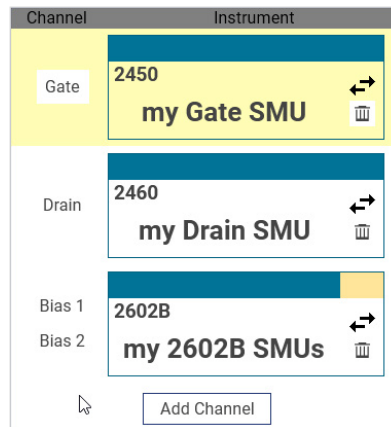 Channel Instrument
Gate
2450
my Gate SMU
Drain
2460
my Drain SMU
Bias 1
Bias 2
2602B
my 2602B SMUs
Add Channel